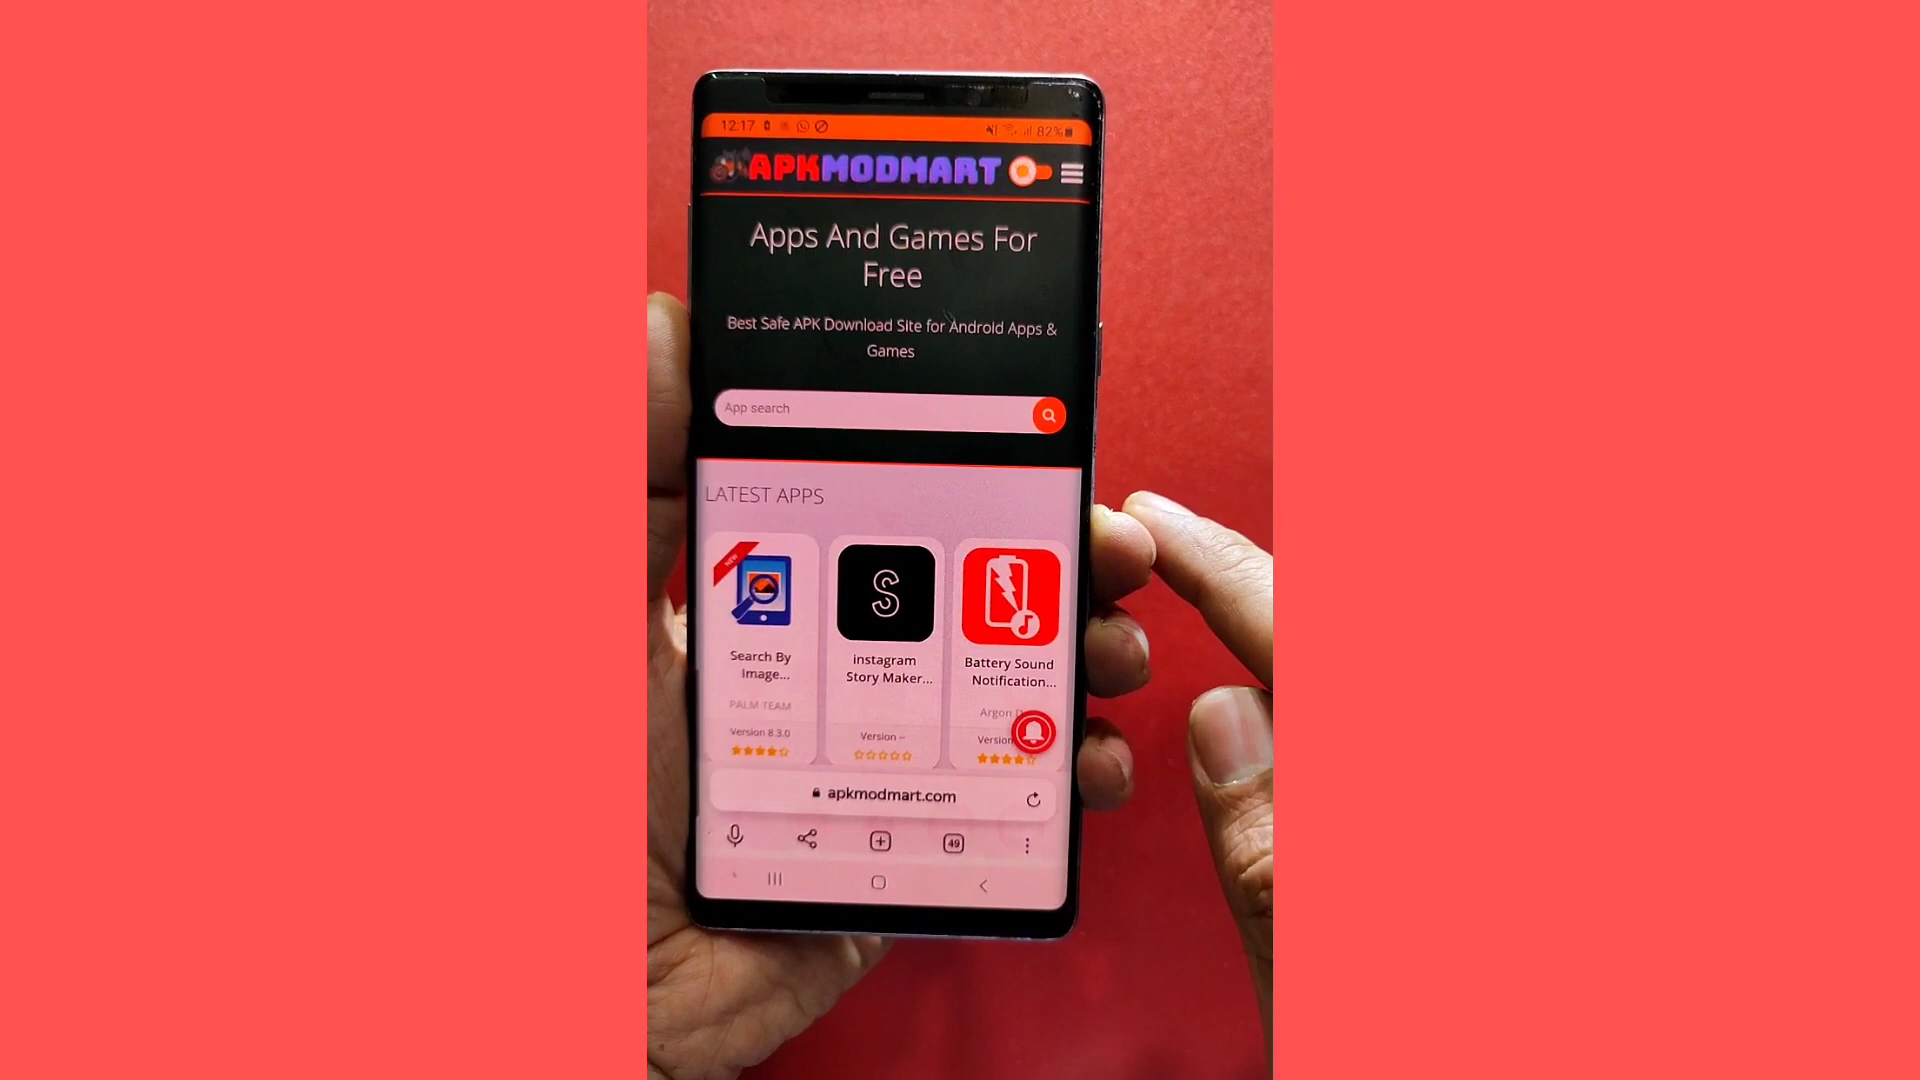 12:17 82%
APKMODMART
Apps And Games For
Free
Best Safe APK Download Site for Android Apps &
Games
App search
LATEST APPS
NEW
S
Search By
Image...
instagram
Story Maker...
Battery Sound
Notification...
PALM TEAM
Argon
Version 8.3.0
Version --
Version
apkmodmart.com
49